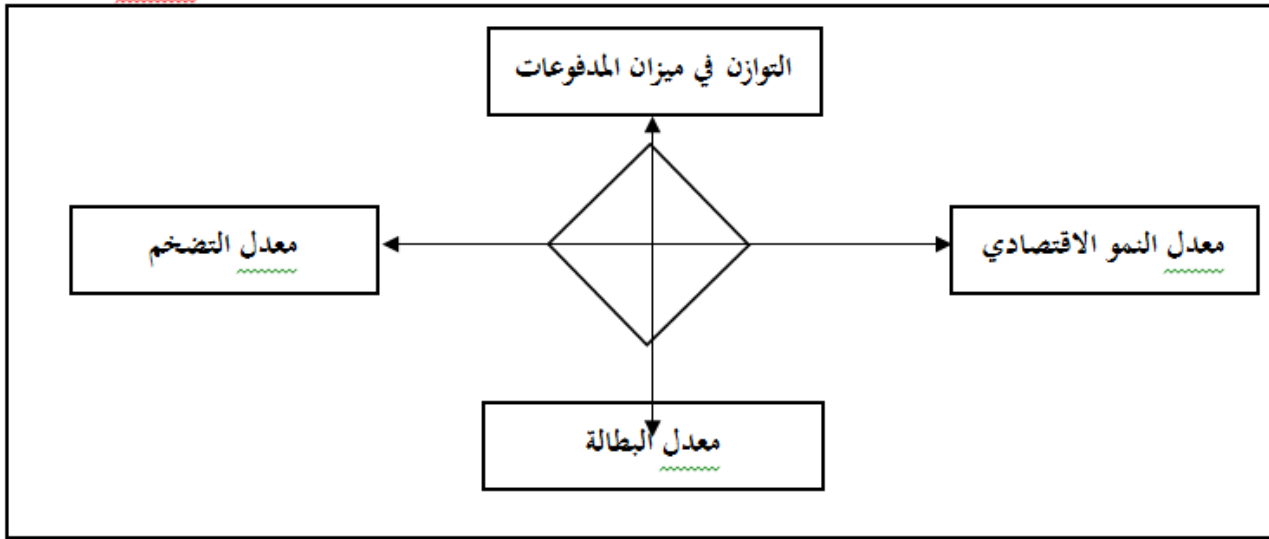 التوازن في ميزان المدفوعات
معدل النمو الاقتصادي
معدل التضخم
معدل البطالة